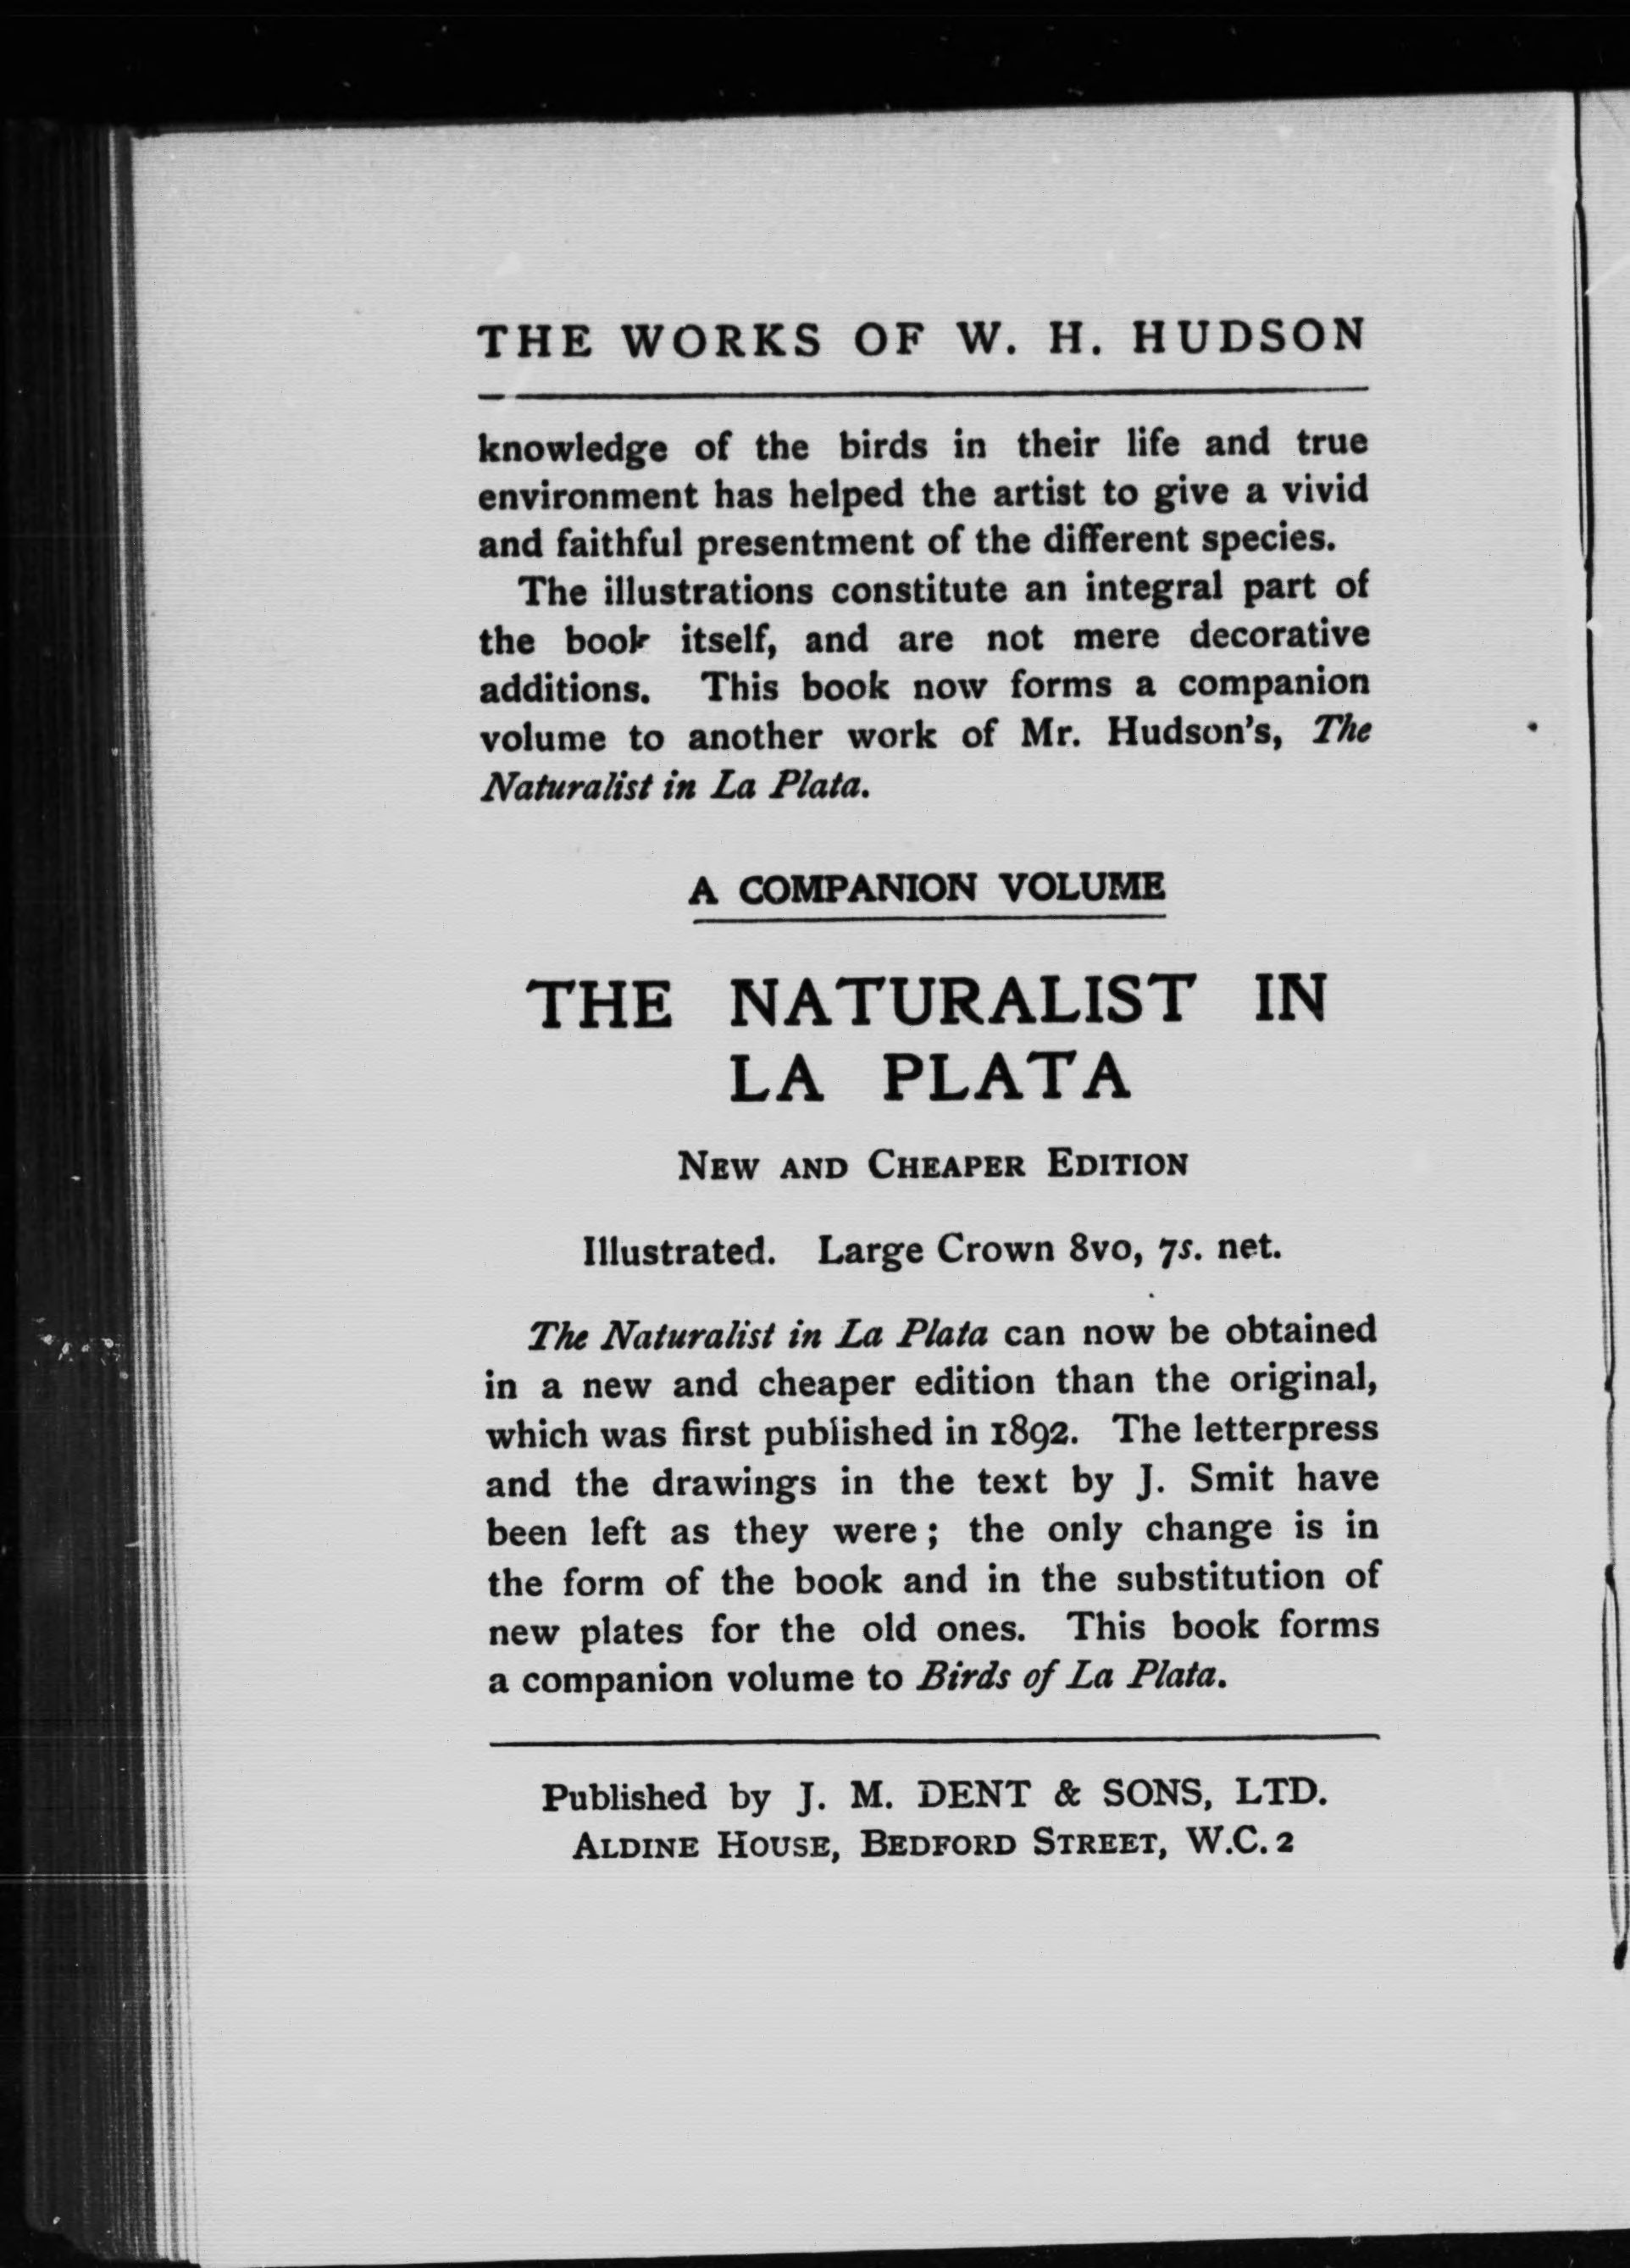 THE WORKS OF W. H. HUDSON
knowledge of the birds in their life and true
environment has helped the artist to give a vivid
and faithful presentment of the different species.
The illustrations constitute an integral part of
the book itself, and are not mere decorative
additions. This book now forms a companion
volume to another work of Mr. Hudson's, The
Naturalist in La Plata.
A COMPANION VOLUME
THE NATURALIST IN
LA PLATA
NEW AND CHEAPER EDITION
Illustrated. Large Crown 8vo, 7s. net.
The Naturalist in La Plata can now be obtained
in a new and cheaper edition than the original,
which was first published in 1892. The letterpress
and the drawings in the text by J. Smit have
been left as they were; the only change is in
the form of the book and in the substitution of
new plates for the old ones. This book forms
a companion volume to Birds of La Plata.
Published by J. M. DENT & SONS, LTD.
ALDINE HOUSE, BEDFORD STREET, W.C.2